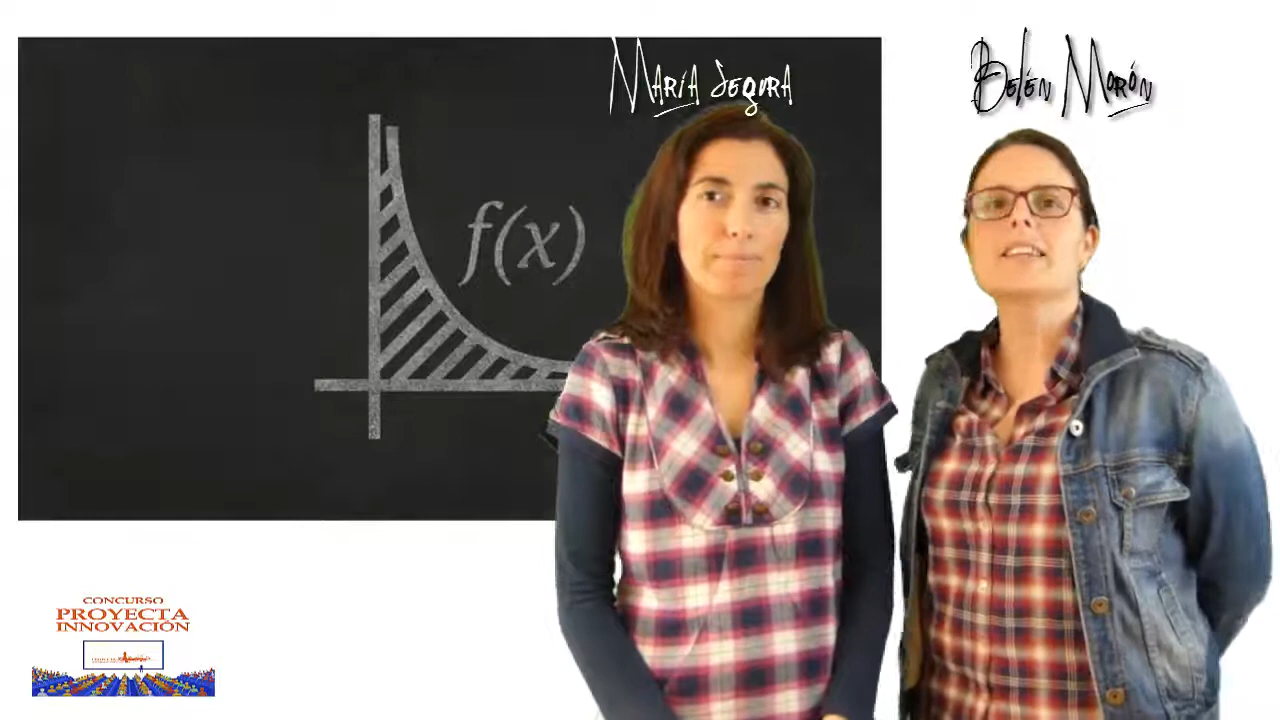 María Segura
Belén Morón
f(x)
CONCURSO
PROYECTA
INNOVACIÓN